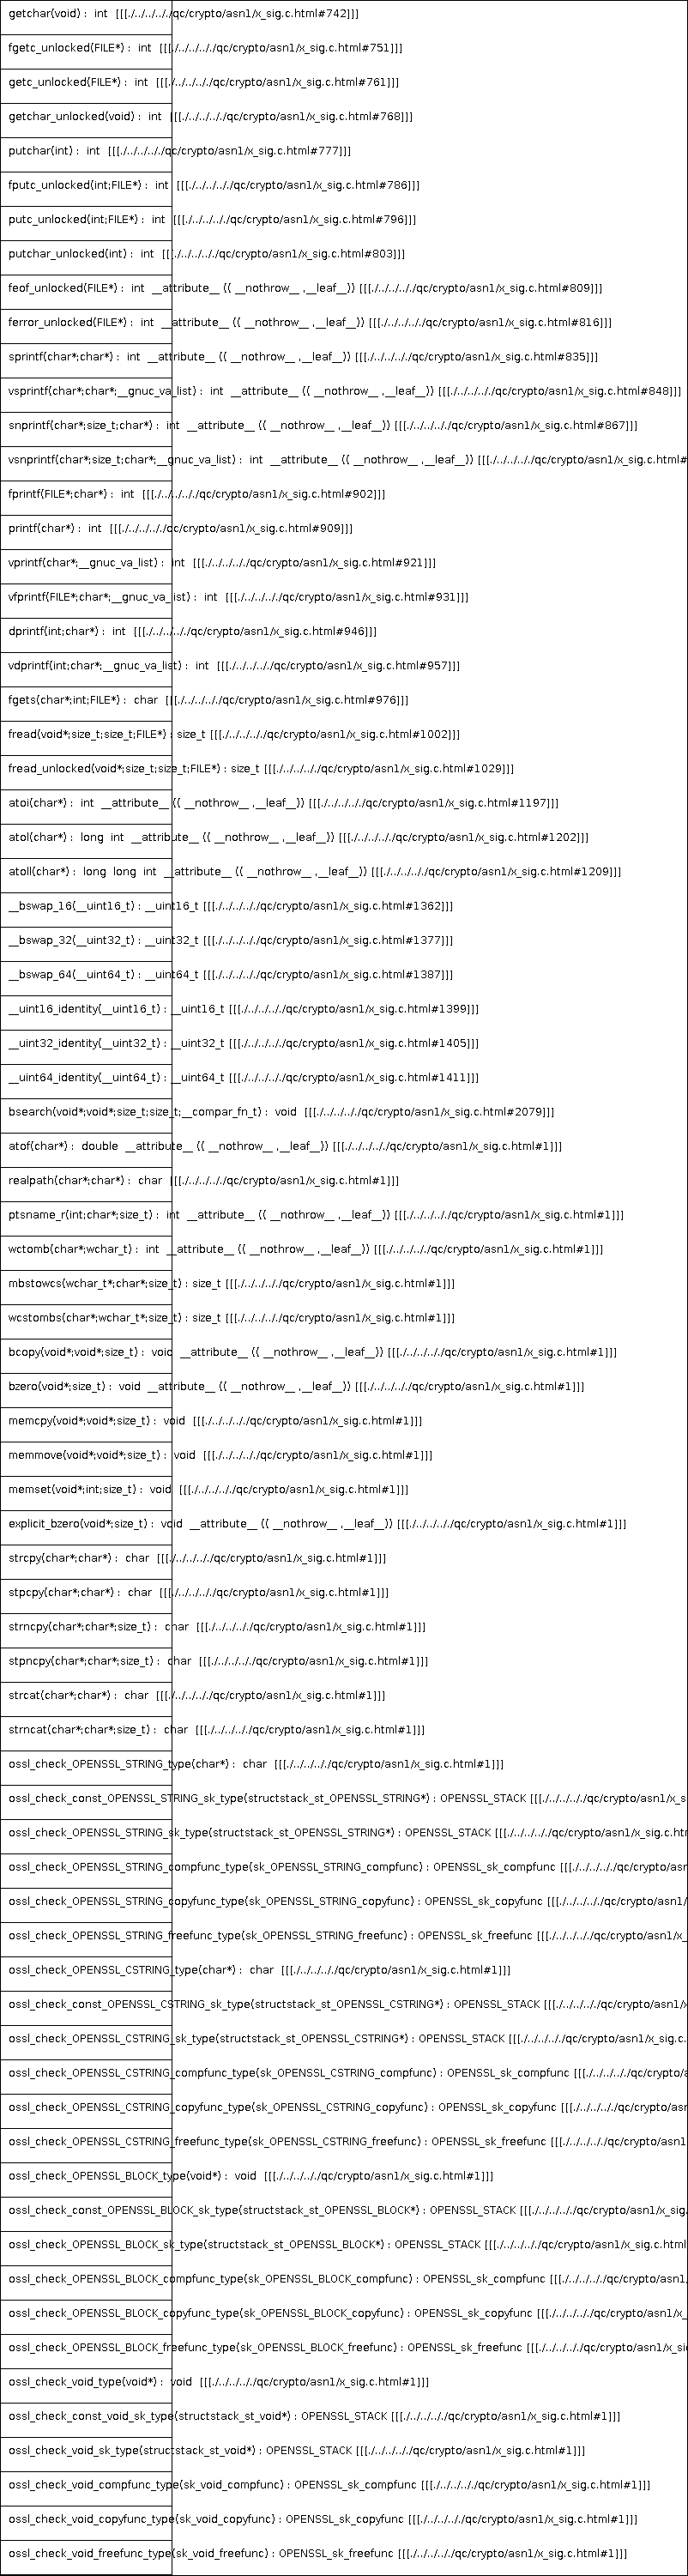 getchar(void) :  int  [[[./../../../././qc/crypto/asn1/x_sig.c.html#742]]]
fgetc_unlocked(FILE*) :  int  [[[./../../../././qc/crypto/asn1/x_sig.c.html#751]]]
getc_unlocked(FILE*) :  int  [[[./../../../././qc/crypto/asn1/x_sig.c.html#761]]]
getchar_unlocked(void) :  int  [[[./../../../././qc/crypto/asn1/x_sig.c.html#768]]]
putchar(int) :  int  [[[./../../../././qc/crypto/asn1/x_sig.c.html#777]]]
fputc_unlocked(int;FILE*) :  int  [[[./../../../././qc/crypto/asn1/x_sig.c.html#786]]]
putc_unlocked(int;FILE*) :  int  [[[./../../../././qc/crypto/asn1/x_sig.c.html#796]]]
putchar_unlocked(int) :  int  [[[./../../../././qc/crypto/asn1/x_sig.c.html#803]]]
feof_unlocked(FILE*) :  int  __attribute__ (( __nothrow__ ,__leaf__)) [[[./../../../././qc/crypto/asn1/x_sig.c.html#809]]]
ferror_unlocked(FILE*) :  int  __attribute__ (( __nothrow__ ,__leaf__)) [[[./../../../././qc/crypto/asn1/x_sig.c.html#816]]]
sprintf(char*;char*) :  int  __attribute__ (( __nothrow__ ,__leaf__)) [[[./../../../././qc/crypto/asn1/x_sig.c.html#835]]]
vsprintf(char*;char*;__gnuc_va_list) :  int  __attribute__ (( __nothrow__ ,__leaf__)) [[[./../../../././qc/crypto/asn1/x_sig.c.html#848]]]
snprintf(char*;size_t;char*) :  int  __attribute__ (( __nothrow__ ,__leaf__)) [[[./../../../././qc/crypto/asn1/x_sig.c.html#867]]]
vsnprintf(char*;size_t;char*;__gnuc_va_list) :  int  __attribute__ (( __nothrow__ ,__leaf__)) [[[./../../../././qc/crypto/asn1/x_sig.c.html#
fprintf(FILE*;char*) :  int  [[[./../../../././qc/crypto/asn1/x_sig.c.html#902]]]
printf(char*) :  int  [[[./../../../././qc/crypto/asn1/x_sig.c.html#909]]]
vprintf(char*;__gnuc_va_list) :  int  [[[./../../../././qc/crypto/asn1/x_sig.c.html#921]]]
vfprintf(FILE*;char*;__gnuc_va_list) :  int  [[[./../../../././qc/crypto/asn1/x_sig.c.html#931]]]
dprintf(int;char*) :  int  [[[./../../../././qc/crypto/asn1/x_sig.c.html#946]]]
vdprintf(int;char*;__gnuc_va_list) :  int  [[[./../../../././qc/crypto/asn1/x_sig.c.html#957]]]
fgets(char*;int;FILE*) :  char  [[[./../../../././qc/crypto/asn1/x_sig.c.html#976]]]
fread(void*;size_t;size_t;FILE*) : size_t [[[./../../../././qc/crypto/asn1/x_sig.c.html#1002]]]
fread_unlocked(void*;size_t;size_t;FILE*) : size_t [[[./../../../././qc/crypto/asn1/x_sig.c.html#1029]]]
atoi(char*) :  int  __attribute__ (( __nothrow__ ,__leaf__)) [[[./../../../././qc/crypto/asn1/x_sig.c.html#1197]]]
atol(char*) :  long  int  __attribute__ (( __nothrow__ ,__leaf__)) [[[./../../../././qc/crypto/asn1/x_sig.c.html#1202]]]
atoll(char*) :  long  long  int  __attribute__ (( __nothrow__ ,__leaf__)) [[[./../../../././qc/crypto/asn1/x_sig.c.html#1209]]]
__bswap_16(__uint16_t) : __uint16_t [[[./../../../././qc/crypto/asn1/x_sig.c.html#1362]]]
__bswap_32(__uint32_t) : __uint32_t [[[./../../../././qc/crypto/asn1/x_sig.c.html#1377]]]
__bswap_64(__uint64_t) : __uint64_t [[[./../../../././qc/crypto/asn1/x_sig.c.html#1387]]]
__uint16_identity(__uint16_t) : __uint16_t [[[./../../../././qc/crypto/asn1/x_sig.c.html#1399]]]
__uint32_identity(__uint32_t) : __uint32_t [[[./../../../././qc/crypto/asn1/x_sig.c.html#1405]]]
__uint64_identity(__uint64_t) : __uint64_t [[[./../../../././qc/crypto/asn1/x_sig.c.html#1411]]]
bsearch(void*;void*;size_t;size_t;__compar_fn_t) :  void  [[[./../../../././qc/crypto/asn1/x_sig.c.html#2079]]]
atof(char*) :  double  __attribute__ (( __nothrow__ ,__leaf__)) [[[./../../../././qc/crypto/asn1/x_sig.c.html#1]]]
realpath(char*;char*) :  char  [[[./../../../././qc/crypto/asn1/x_sig.c.html#1]]]
ptsname_r(int;char*;size_t) :  int  __attribute__ (( __nothrow__ ,__leaf__)) [[[./../../../././qc/crypto/asn1/x_sig.c.html#1]]]
wctomb(char*;wchar_t) :  int  __attribute__ (( __nothrow__ ,__leaf__)) [[[./../../../././qc/crypto/asn1/x_sig.c.html#1]]]
mbstowcs(wchar_t*;char*;size_t) : size_t [[[./../../../././qc/crypto/asn1/x_sig.c.html#1]]]
wcstombs(char*;wchar_t*;size_t) : size_t [[[./../../../././qc/crypto/asn1/x_sig.c.html#1]]]
bcopy(void*;void*;size_t) :  void  __attribute__ (( __nothrow__ ,__leaf__)) [[[./../../../././qc/crypto/asn1/x_sig.c.html#1]]]
bzero(void*;size_t) :  void  __attribute__ (( __nothrow__ ,__leaf__)) [[[./../../../././qc/crypto/asn1/x_sig.c.html#1]]]
memcpy(void*;void*;size_t) :  void  [[[./../../../././qc/crypto/asn1/x_sig.c.html#1]]]
memmove(void*;void*;size_t) :  void  [[[./../../../././qc/crypto/asn1/x_sig.c.html#1]]]
memset(void*;int;size_t) :  void  [[[./../../../././qc/crypto/asn1/x_sig.c.html#1]]]
explicit_bzero(void*;size_t) :  void  __attribute__ (( __nothrow__ ,__leaf__)) [[[./../../../././qc/crypto/asn1/x_sig.c.html#1]]]
strcpy(char*;char*) :  char  [[[./../../../././qc/crypto/asn1/x_sig.c.html#1]]]
stpcpy(char*;char*) :  char  [[[./../../../././qc/crypto/asn1/x_sig.c.html#1]]]
strncpy(char*;char*;size_t) :  char  [[[./../../../././qc/crypto/asn1/x_sig.c.html#1]]]
stpncpy(char*;char*;size_t) :  char  [[[./../../../././qc/crypto/asn1/x_sig.c.html#1]]]
strcat(char*;char*) :  char  [[[./../../../././qc/crypto/asn1/x_sig.c.html#1]]]
strncat(char*;char*;size_t) :  char  [[[./../../../././qc/crypto/asn1/x_sig.c.html#1]]]
ossl_check_OPENSSL_STRING_type(char*) :  char  [[[./../../../././qc/crypto/asn1/x_sig.c.html#1]]]
ossl_check_const_OPENSSL_STRING_sk_type(structstack_st_OPENSSL_STRING*) : OPENSSL_STACK [[[./../../../././qc/crypto/asn1/x_s
ossl_check_OPENSSL_STRING_sk_type(structstack_st_OPENSSL_STRING*) : OPENSSL_STACK [[[./../../../././qc/crypto/asn1/x_sig.c.htm
ossl_check_OPENSSL_STRING_compfunc_type(sk_OPENSSL_STRING_compfunc) : OPENSSL_sk_compfunc [[[./../../../././qc/crypto/asn
ossl_check_OPENSSL_STRING_copyfunc_type(sk_OPENSSL_STRING_copyfunc) : OPENSSL_sk_copyfunc [[[./../../../././qc/crypto/asn1/
ossl_check_OPENSSL_STRING_freefunc_type(sk_OPENSSL_STRING_freefunc) : OPENSSL_sk_freefunc [[[./../../../././qc/crypto/asn1/x_
ossl_check_OPENSSL_CSTRING_type(char*) :  char  [[[./../../../././qc/crypto/asn1/x_sig.c.html#1]]]
ossl_check_const_OPENSSL_CSTRING_sk_type(structstack_st_OPENSSL_CSTRING*) : OPENSSL_STACK [[[./../../../././qc/crypto/asn1/x
ossl_check_OPENSSL_CSTRING_sk_type(structstack_st_OPENSSL_CSTRING*) : OPENSSL_STACK [[[./../../../././qc/crypto/asn1/x_sig.c.
ossl_check_OPENSSL_CSTRING_compfunc_type(sk_OPENSSL_CSTRING_compfunc) : OPENSSL_sk_compfunc [[[./../../../././qc/crypto/a
ossl_check_OPENSSL_CSTRING_copyfunc_type(sk_OPENSSL_CSTRING_copyfunc) : OPENSSL_sk_copyfunc [[[./../../../././qc/crypto/asn
ossl_check_OPENSSL_CSTRING_freefunc_type(sk_OPENSSL_CSTRING_freefunc) : OPENSSL_sk_freefunc [[[./../../../././qc/crypto/asn1
ossl_check_OPENSSL_BLOCK_type(void*) :  void  [[[./../../../././qc/crypto/asn1/x_sig.c.html#1]]]
ossl_check_const_OPENSSL_BLOCK_sk_type(structstack_st_OPENSSL_BLOCK*) : OPENSSL_STACK [[[./../../../././qc/crypto/asn1/x_sig.
ossl_check_OPENSSL_BLOCK_sk_type(structstack_st_OPENSSL_BLOCK*) : OPENSSL_STACK [[[./../../../././qc/crypto/asn1/x_sig.c.html
ossl_check_OPENSSL_BLOCK_compfunc_type(sk_OPENSSL_BLOCK_compfunc) : OPENSSL_sk_compfunc [[[./../../../././qc/crypto/asn1/
ossl_check_OPENSSL_BLOCK_copyfunc_type(sk_OPENSSL_BLOCK_copyfunc) : OPENSSL_sk_copyfunc [[[./../../../././qc/crypto/asn1/x_
ossl_check_OPENSSL_BLOCK_freefunc_type(sk_OPENSSL_BLOCK_freefunc) : OPENSSL_sk_freefunc [[[./../../../././qc/crypto/asn1/x_si
ossl_check_void_type(void*) :  void  [[[./../../../././qc/crypto/asn1/x_sig.c.html#1]]]
ossl_check_const_void_sk_type(structstack_st_void*) : OPENSSL_STACK [[[./../../../././qc/crypto/asn1/x_sig.c.html#1]]]
ossl_check_void_sk_type(structstack_st_void*) : OPENSSL_STACK [[[./../../../././qc/crypto/asn1/x_sig.c.html#1]]]
ossl_check_void_compfunc_type(sk_void_compfunc) : OPENSSL_sk_compfunc [[[./../../../././qc/crypto/asn1/x_sig.c.html#1]]]
ossl_check_void_copyfunc_type(sk_void_copyfunc) : OPENSSL_sk_copyfunc [[[./../../../././qc/crypto/asn1/x_sig.c.html#1]]]
ossl_check_void_freefunc_type(sk_void_freefunc) : OPENSSL_sk_freefunc [[[./../../../././qc/crypto/asn1/x_sig.c.html#1]]]